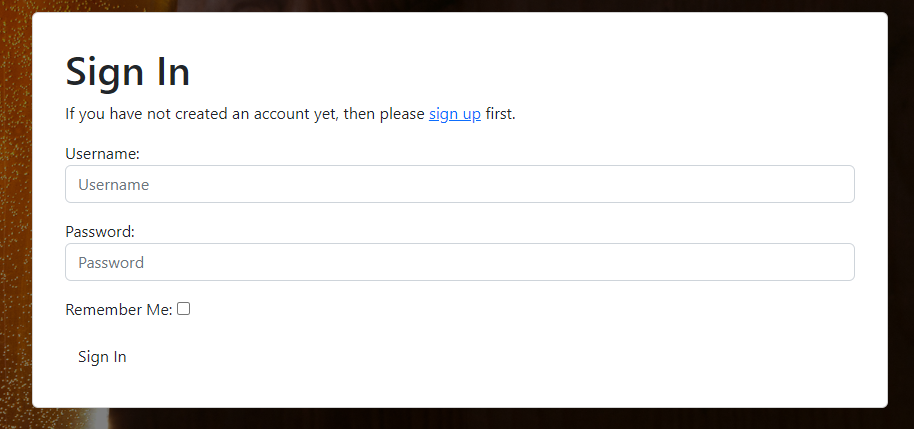 Sign In
If you have not created an account yet, then please sign up first.
Username:
Username
Password:
Password
Remember Me:
Sign In